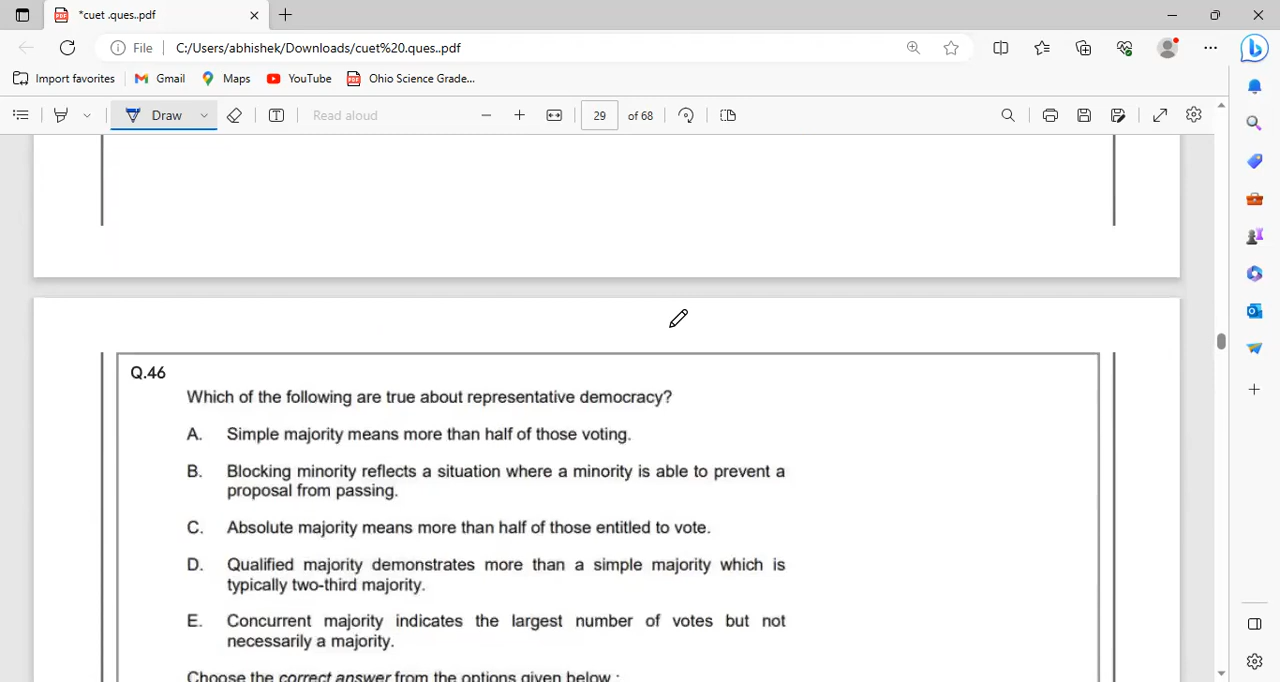 *cuet .ques..pdf
File
C:/Users/abhishek/Downloads/cuet%20.ques..pdf
Import favorites
Gmail
Maps
YouTube
Ohio Science Grade...
Draw
Read aloud
29
of 68
Q.46
Which of the following are true about representative democracy?
A. Simple majority means more than half of those voting.
B. Blocking minority reflects a situation where a minority is able to prevent a
proposal from passing.
C. Absolute majority means more than half of those entitled to vote.
D. Qualified majority demonstrates more than a simple majority which is
typically two-third majority.
E. Concurrent majority indicates the largest number of votes but not
necessarily a majority.
Choose the correct answer from the options given below :